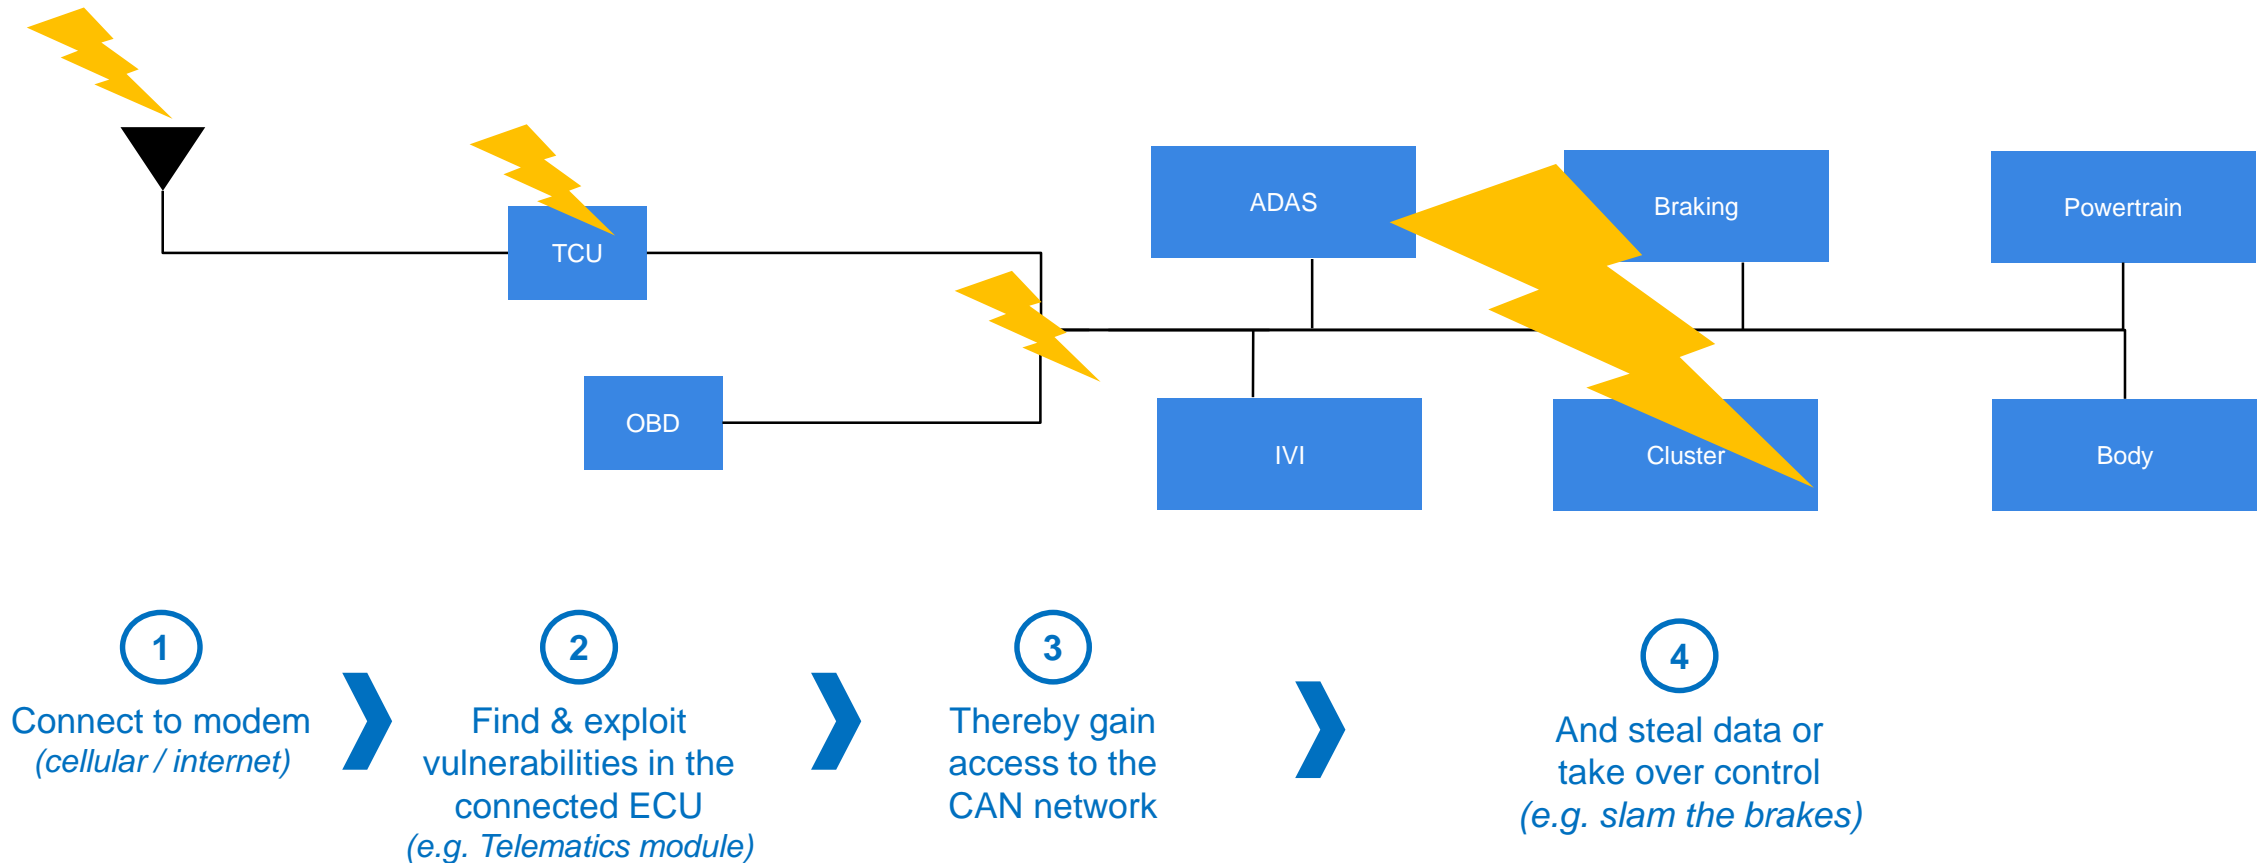 TCU
OBD
ADAS
Braking
Powertrain
IVI
Cluster
Body
1
Connect to modem
(cellular / internet)
2
Find & exploit
vulnerabilities in the
connected ECU
(e.g. Telematics module)
3
Thereby gain
access to the
CAN network
4
And steal data or
take over control
(e.g. slam the brakes)